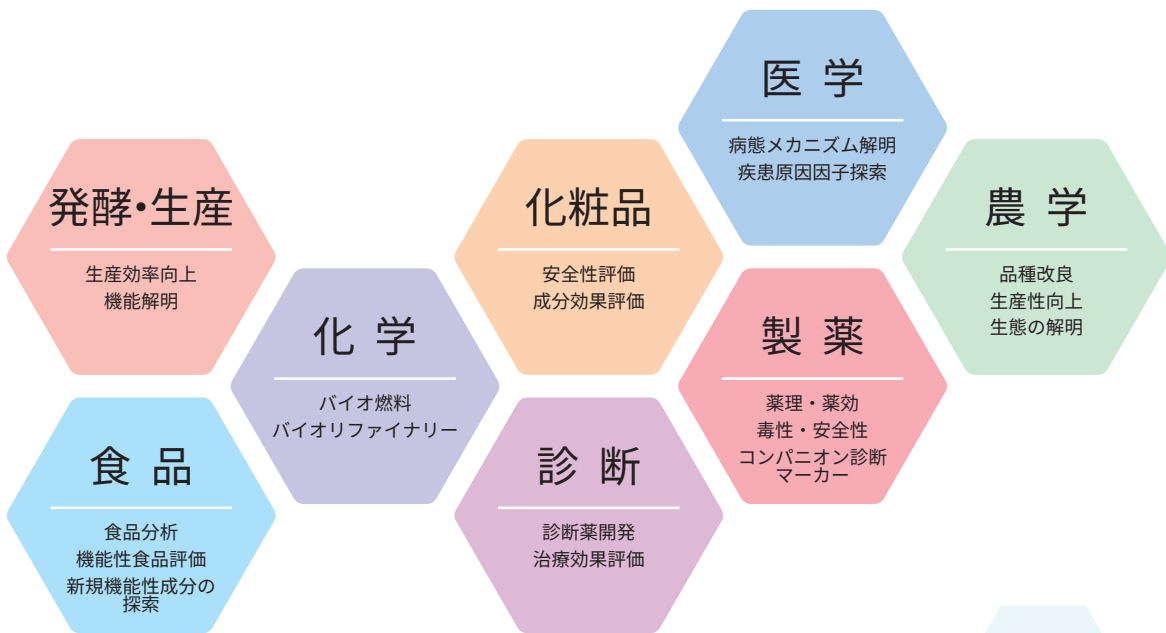 医学
病態メカニズム解明
疾患原因因子探索
発酵・生産
生産効率向上
機能解明
化粧品
安全性評価
成分効果評価
農学
品種改良
生産性向上
生態の解明
化学
バイオ燃料
バイオリファイナリー
製薬
薬理・薬効
毒性・安全性
コンパニオン診断
マーカー
食品
食品分析
機能性食品評価
新規機能性成分の
探索
診断
診断薬開発
治療効果評価